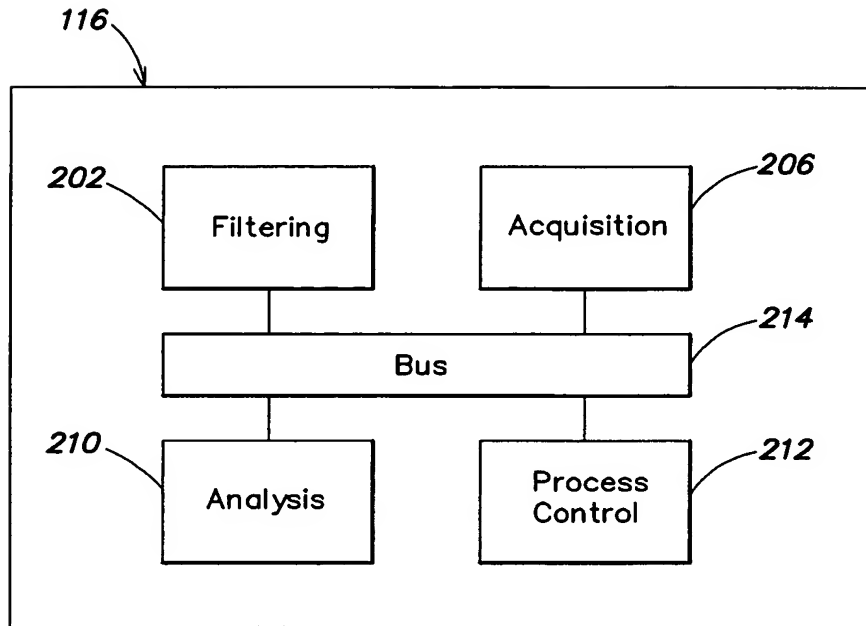 116
202
Filtering
Acquisition
206
Bus
214
210
Analysis
Process
Control
212